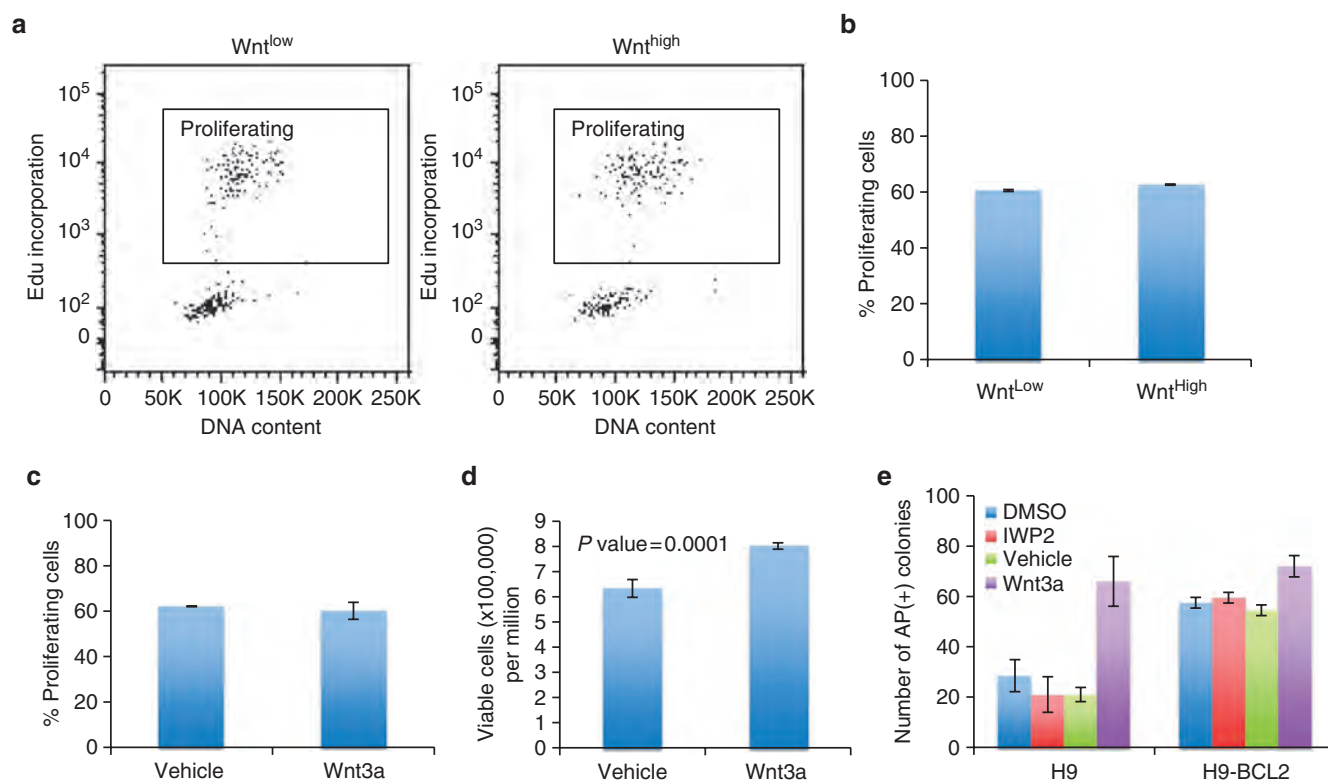 a
Wnt^low
Edu incorporation
10^5
10^4
10^3
10^2
0
Proliferating
0 50K 100K 150K 200K 250K
DNA content
Wnt^high
Edu incorporation
10^5
10^4
10^3
10^2
0
Proliferating
0 50K 100K 150K 200K 250K
DNA content
b
% Proliferating cells
100
80
60
40
20
0
Wnt^Low Wnt^High
c
% Proliferating cells
100
80
60
40
20
0
Vehicle Wnt3a
d
Viable cells (x100,000)
per million
9
8
7
6
5
4
3
2
1
0
P value=0.0001
Vehicle Wnt3a
e
Number of AP(+) colonies
100
80
60
40
20
0
DMSO
IWP2
Vehicle
Wnt3a
H9 H9-BCL2